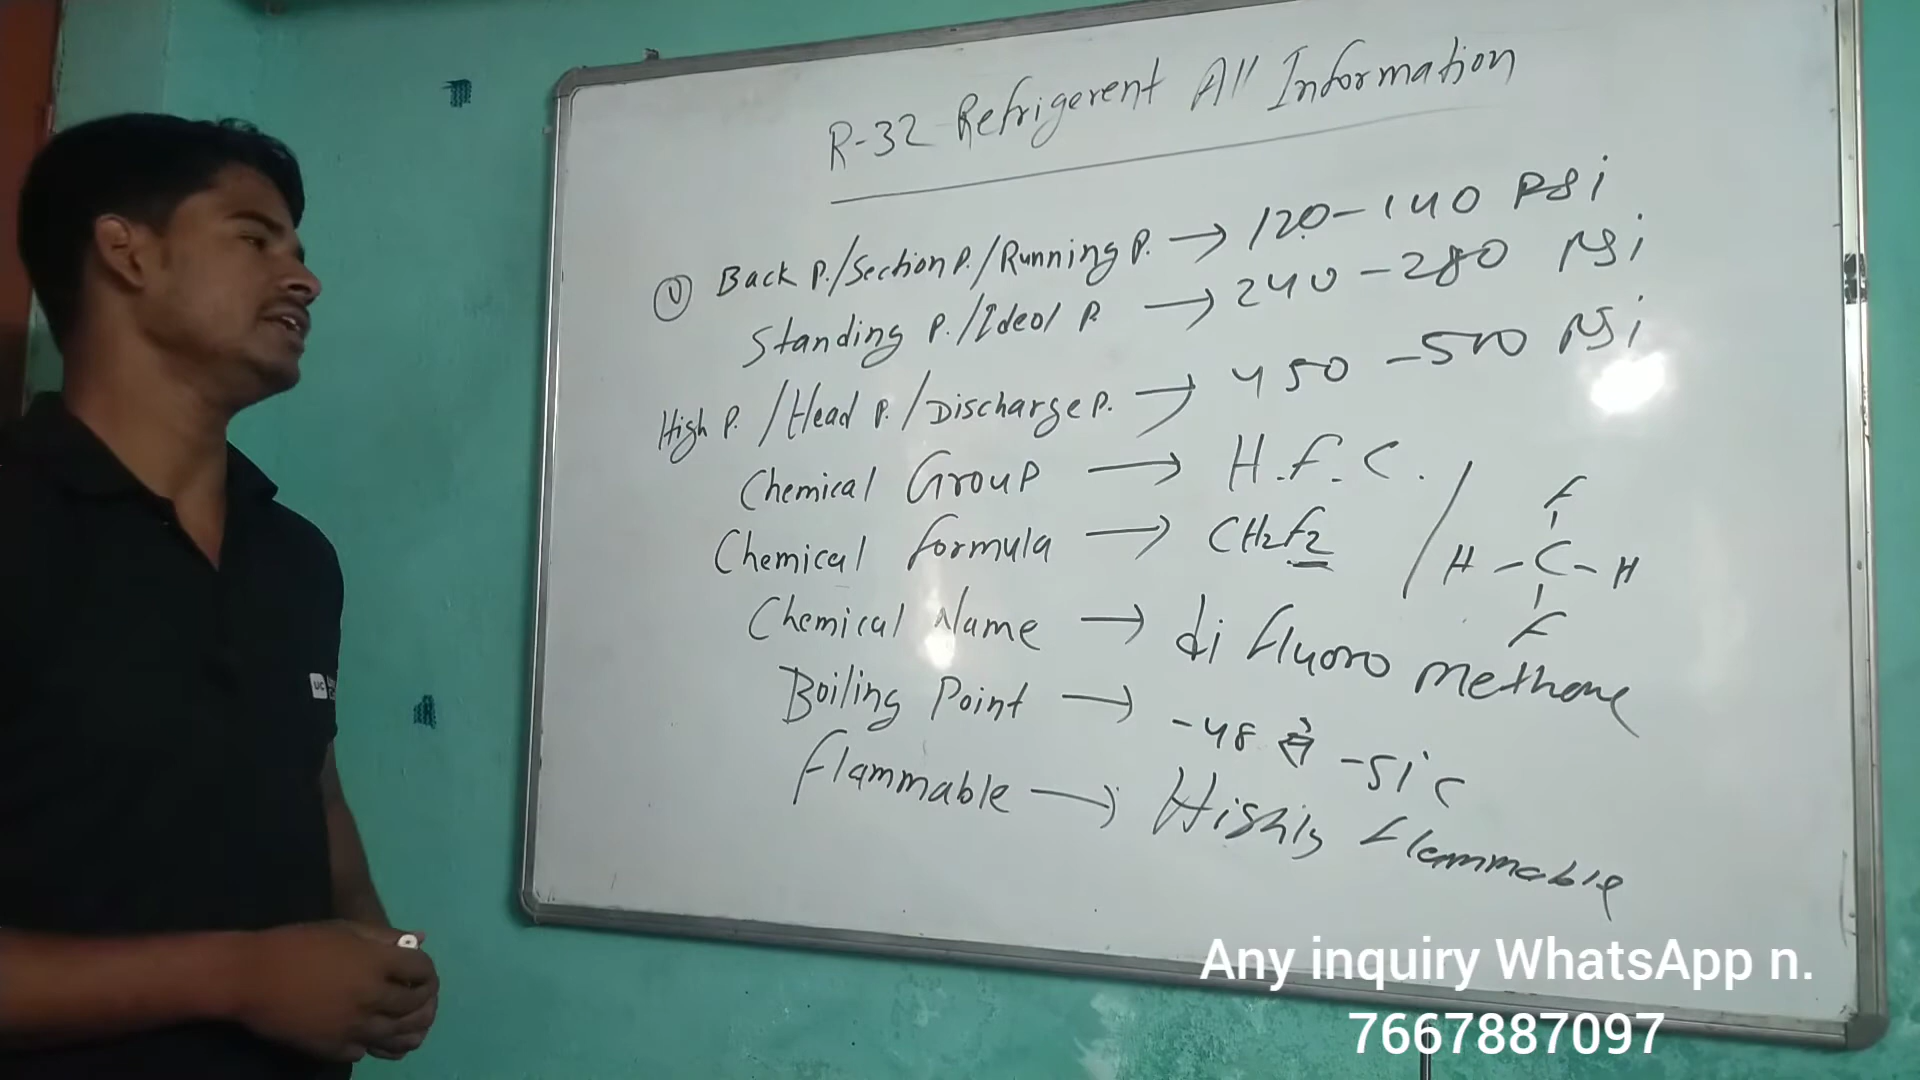 R-32 Refrigerent All Information
① Back P./Section P./Running P. → 120-140 PSi
Standing P./Ideol P. → 240-280 PSi
High P. /Head P. /Discharge P. → 450-500 PSi
Chemical Group → H.F.C.
Chemical formula → CH2F2 /
F
H-C-H
F
Chemical Name → di fluoro methane
Boiling Point → -48 से -51°c
flammable → Highly flammable
UC
Any inquiry WhatsApp n.
7667887097